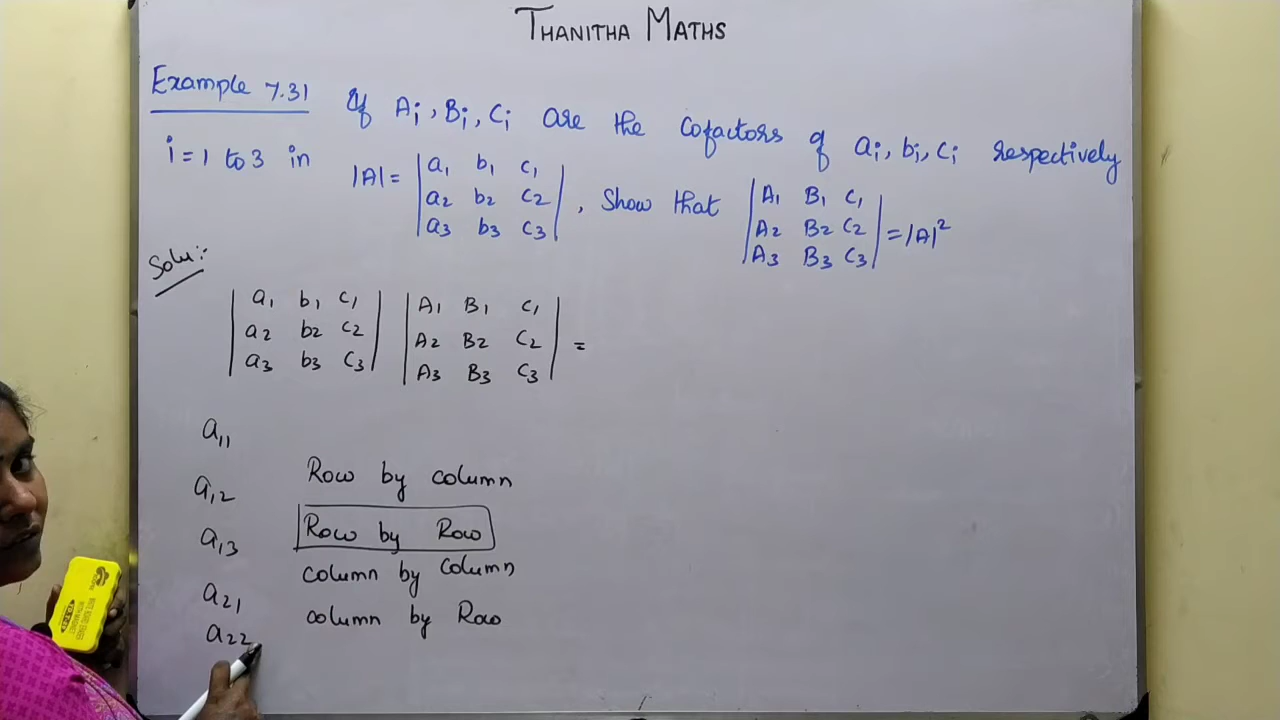 THANITHA MATHS
Example 7.31 If Ai, Bi, Ci are the cofactors of ai, bi, ci respectively
i = 1 to 3 in |A| = | a1 b1 c1 | , Show that | A1 B1 C1 | = |A|²
| a2 b2 c2 | | A2 B2 C2 |
| a3 b3 c3 | | A3 B3 C3 |
Solu:-
| a1 b1 c1 | | A1 B1 C1 | =
| a2 b2 c2 | | A2 B2 C2 |
| a3 b3 c3 | | A3 B3 C3 |
a11
Row by column
a12
Row by Row
a13
column by column
a21
column by Row
a22